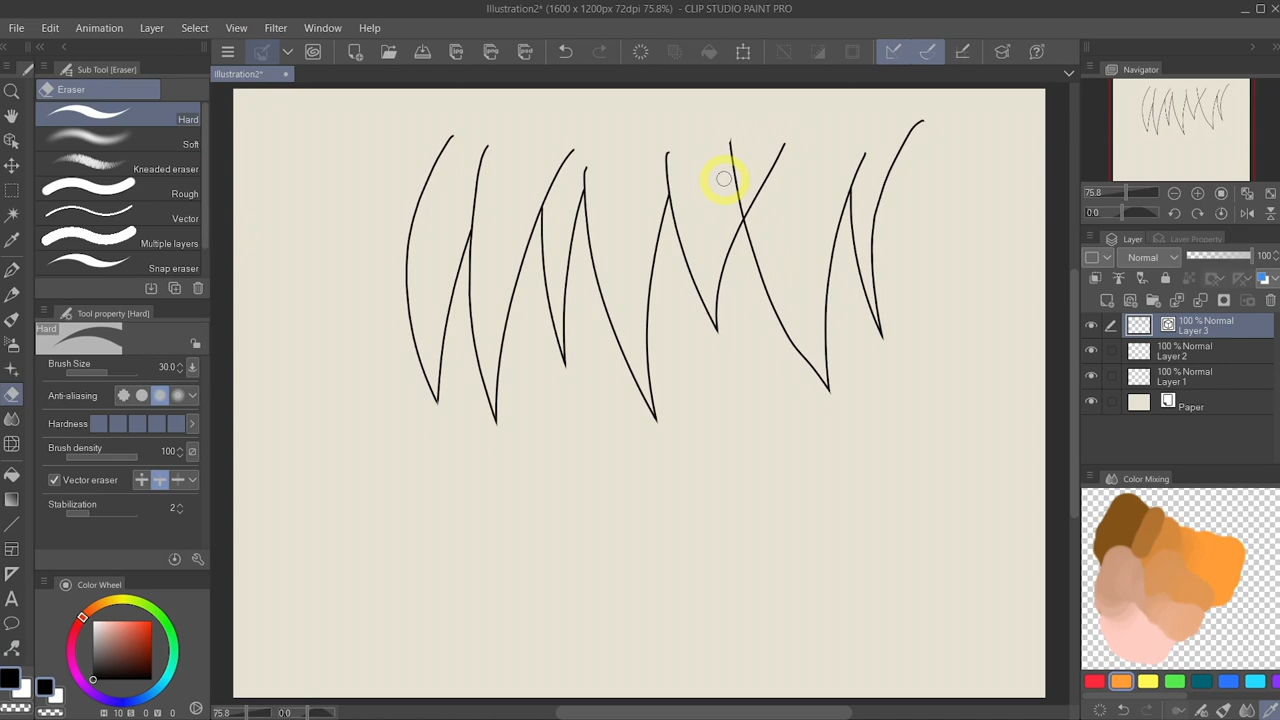 Illustration2* (1600 x 1200px 72dpi 75.8%) - CLIP STUDIO PAINT PRO
File Edit Animation Layer Select View Filter Window Help
Sub Tool [Eraser]
Eraser
Hard
Soft
Kneaded eraser
Rough
Vector
Multiple layers
Snap eraser
Tool property [Hard]
Hard
Brush Size 30.0
Anti-aliasing
Hardness
Brush density 100
Vector eraser
Stabilization 2
Color Wheel
H 10 S 0 V 0
Illustration2*
75.8 0.0
Navigator
75.8
0.0
Layer Layer Property
Normal 100
100 % Normal
Layer 3
100 % Normal
Layer 2
100 % Normal
Layer 1
Paper
Color Mixing